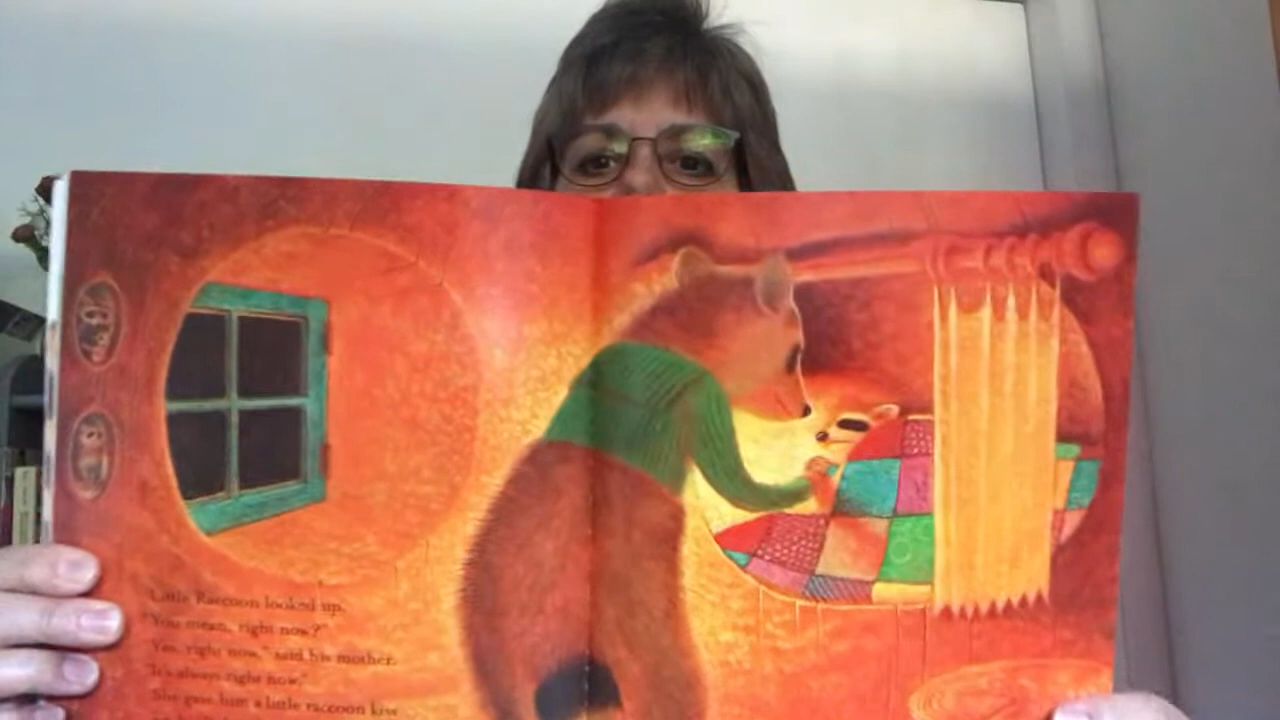 Little Raccoon looked up.
"You mean, right now?"
"Yes, right now," said his mother.
"It's always right now."
She gave him a little raccoon kiss